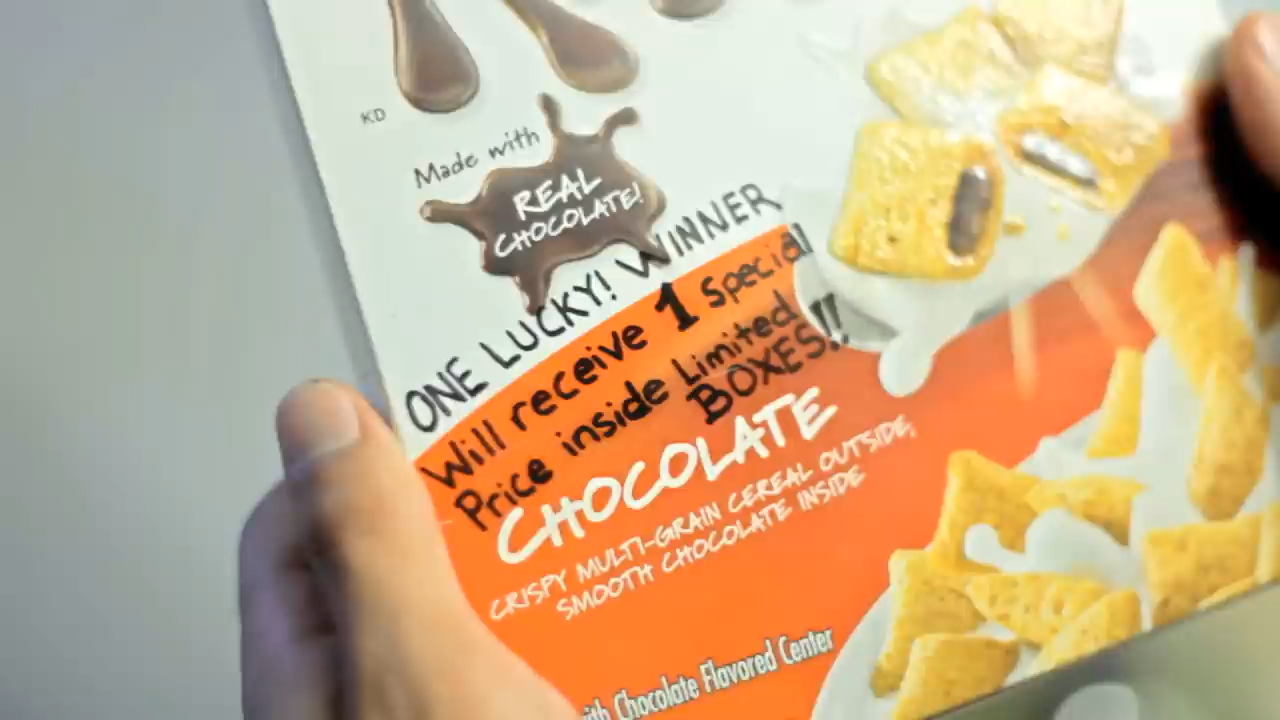 KD
Made with
REAL
CHOCOLATE!
ONE LUCKY! WINNER
Will receive 1 special
Price inside Limited
BOXES!!
CHOCOLATE
CRISPY MULTI-GRAIN CEREAL OUTSIDE,
SMOOTH CHOCOLATE INSIDE
with Chocolate Flavored Center